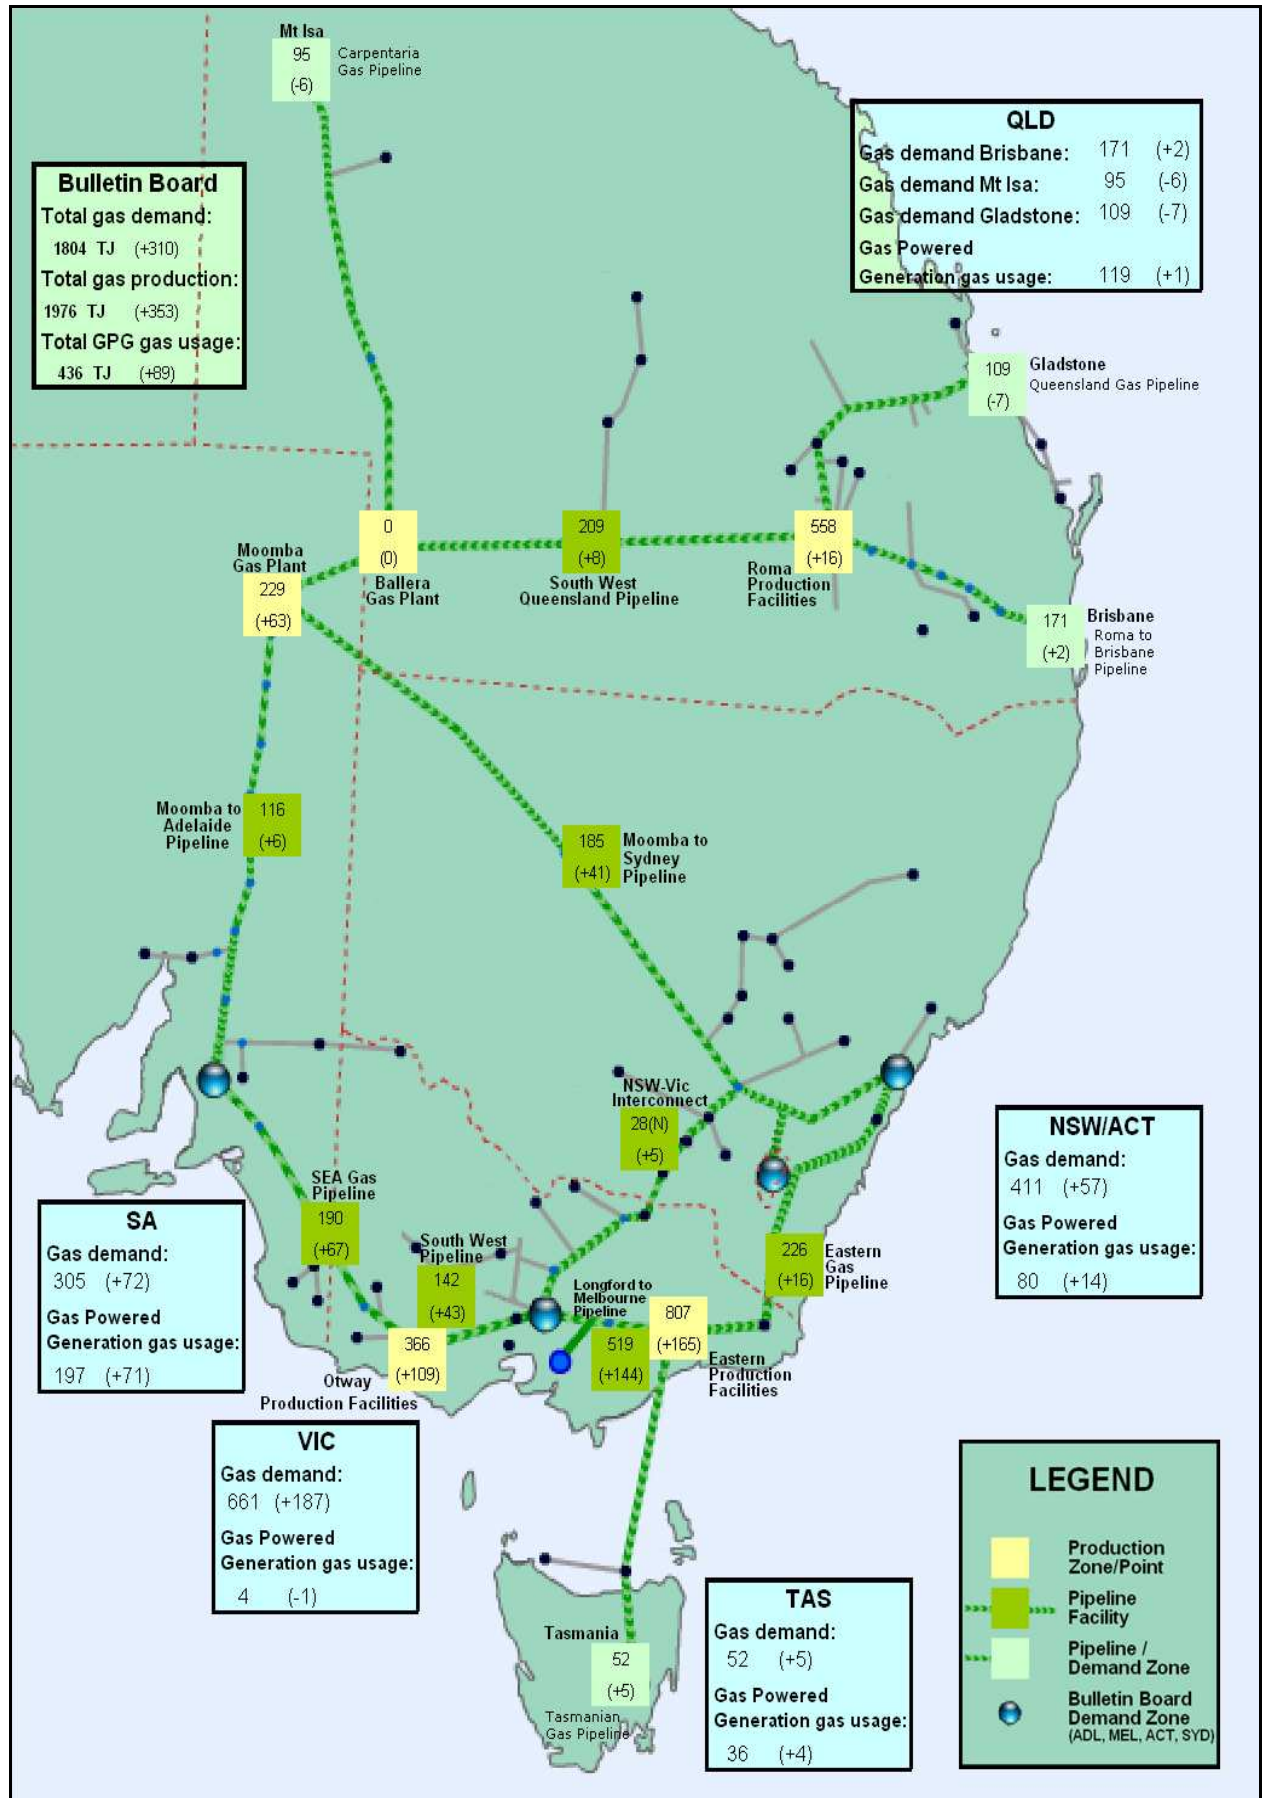 Mt Isa
95
(-6)
Carpentaria
Gas Pipeline
QLD
Gas demand Brisbane: 171 (+2)
Gas demand Mt Isa: 95 (-6)
Gas demand Gladstone: 109 (-7)
Gas Powered
Generation gas usage: 119 (+1)
Bulletin Board
Total gas demand:
1804 TJ (+310)
Total gas production:
1976 TJ (+353)
Total GPG gas usage:
436 TJ (+89)
109
(-7)
Gladstone
Queensland Gas Pipeline
0
(0)
Ballera
Gas Plant
209
(+8)
South West
Queensland Pipeline
558
(+16)
Roma
Production
Facilities
Moomba
Gas Plant
229
(+63)
171
(+2)
Brisbane
Roma to
Brisbane
Pipeline
Moomba to
Adelaide
Pipeline
116
(+6)
185
(+41)
Moomba to
Sydney
Pipeline
NSW-Vic
Interconnect
28(N)
(+5)
NSW/ACT
Gas demand:
411 (+57)
Gas Powered
Generation gas usage:
80 (+14)
SEA Gas
Pipeline
190
(+67)
SA
Gas demand:
305 (+72)
Gas Powered
Generation gas usage:
197 (+71)
South West
Pipeline
142
(+43)
226
(+16)
Eastern
Gas
Pipeline
Longford to
Melbourne
Pipeline
519
(+144)
807
(+165)
Eastern
Production
Facilities
366
(+109)
Otway
Production Facilities
VIC
Gas demand:
661 (+187)
Gas Powered
Generation gas usage:
4 (-1)
Tasmania
52
(+5)
Tasmanian
Gas Pipeline
TAS
Gas demand:
52 (+5)
Gas Powered
Generation gas usage:
36 (+4)
LEGEND
Production
Zone/Point
Pipeline
Facility
Pipeline /
Demand Zone
Bulletin Board
Demand Zone
(ADL, MEL, ACT, SYD)